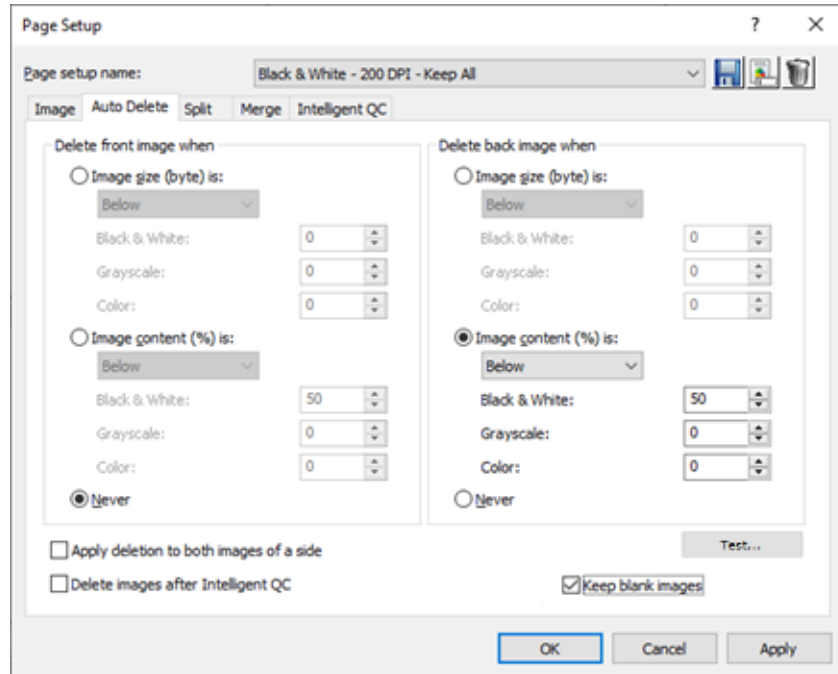 Page Setup
Page setup name: Black & White - 200 DPI - Keep All
Image Auto Delete Split Merge Intelligent QC
Delete front image when
Image size (byte) is:
Below
Black & White: 0
Grayscale: 0
Color: 0
Image content (%) is:
Below
Black & White: 50
Grayscale: 0
Color: 0
Never
Delete back image when
Image size (byte) is:
Below
Black & White: 0
Grayscale: 0
Color: 0
Image content (%) is:
Below
Black & White: 50
Grayscale: 0
Color: 0
Never
Apply deletion to both images of a side
Test...
Delete images after Intelligent QC
Keep blank images
OK Cancel Apply